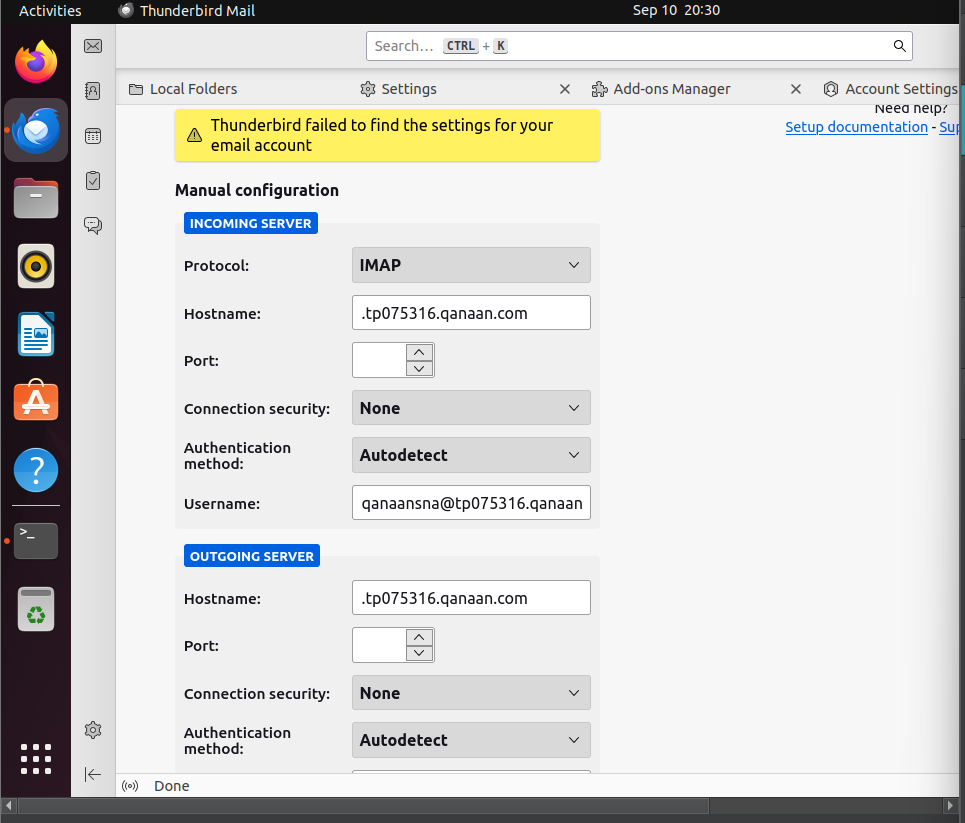 Activities Thunderbird Mail Sep 10 20:30
Search… CTRL + K
Local Folders Settings Add-ons Manager Account Settings
Need help?
Thunderbird failed to find the settings for your
email account
Setup documentation - Sup
Manual configuration
INCOMING SERVER
Protocol: IMAP
Hostname: .tp075316.qanaan.com
Port:
Connection security: None
Authentication
method: Autodetect
Username: qanaansna@tp075316.qanaan
OUTGOING SERVER
Hostname: .tp075316.qanaan.com
Port:
Connection security: None
Authentication
method: Autodetect
Done